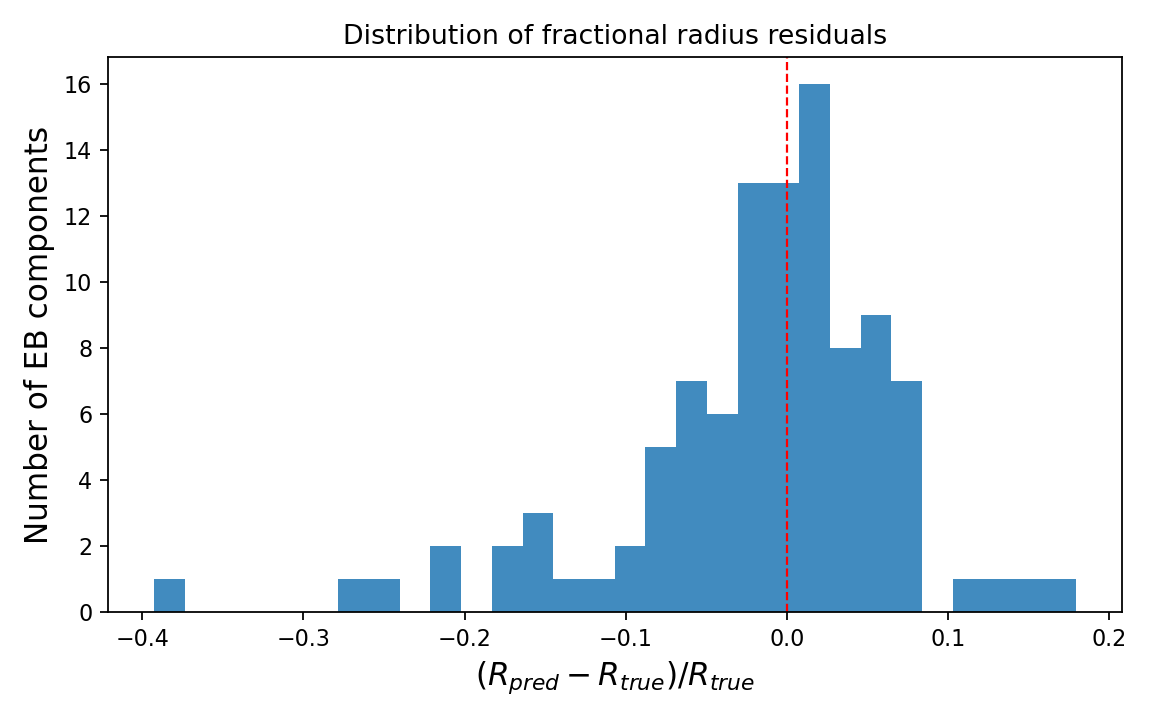 Distribution of fractional radius residuals
Number of EB components
16
14
12
10
8
6
4
2
0
−0.4 −0.3 −0.2 −0.1 0.0 0.1 0.2
(R_pred − R_true)/R_true